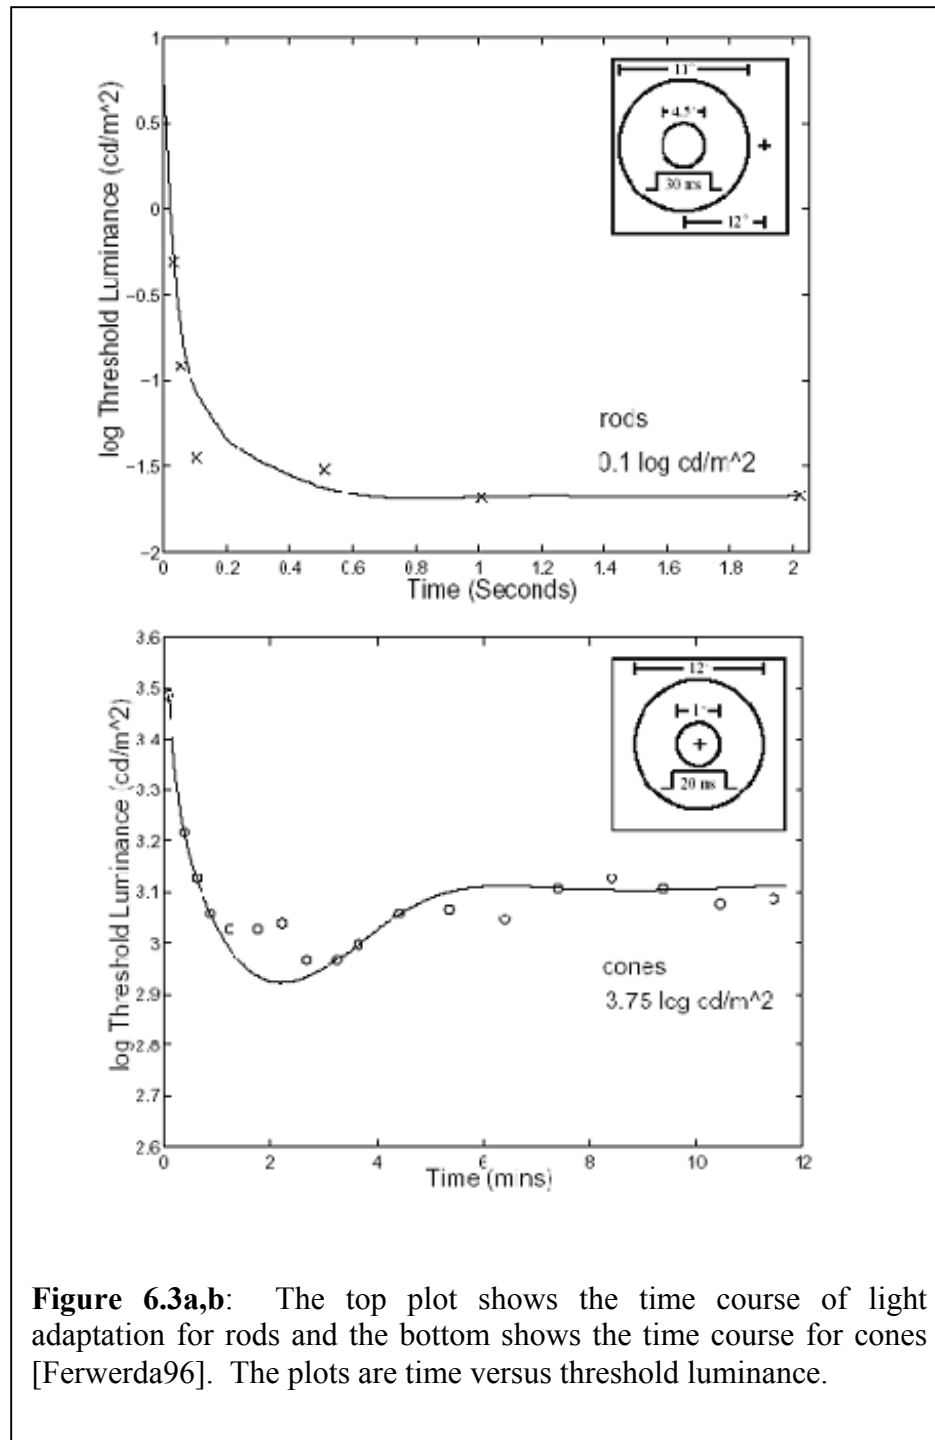 1
0.5
0
−0.5
−1
−1.5
−2
log Threshold Luminance (cd/m^2)
11°
4.5°
30 ms
12°
rods
0.1 log cd/m^2
0 0.2 0.4 0.6 0.8 1 1.2 1.4 1.6 1.8 2
Time (Seconds)
3.6
3.5
3.4
3.3
3.2
3.1
3
2.9
2.8
2.7
2.6
log Threshold Luminance (cd/m^2)
12°
1°
20 ms
cones
3.75 log cd/m^2
0 2 4 6 8 10 12
Time (mins)
Figure 6.3a,b: The top plot shows the time course of light
adaptation for rods and the bottom shows the time course for cones
[Ferwerda96]. The plots are time versus threshold luminance.